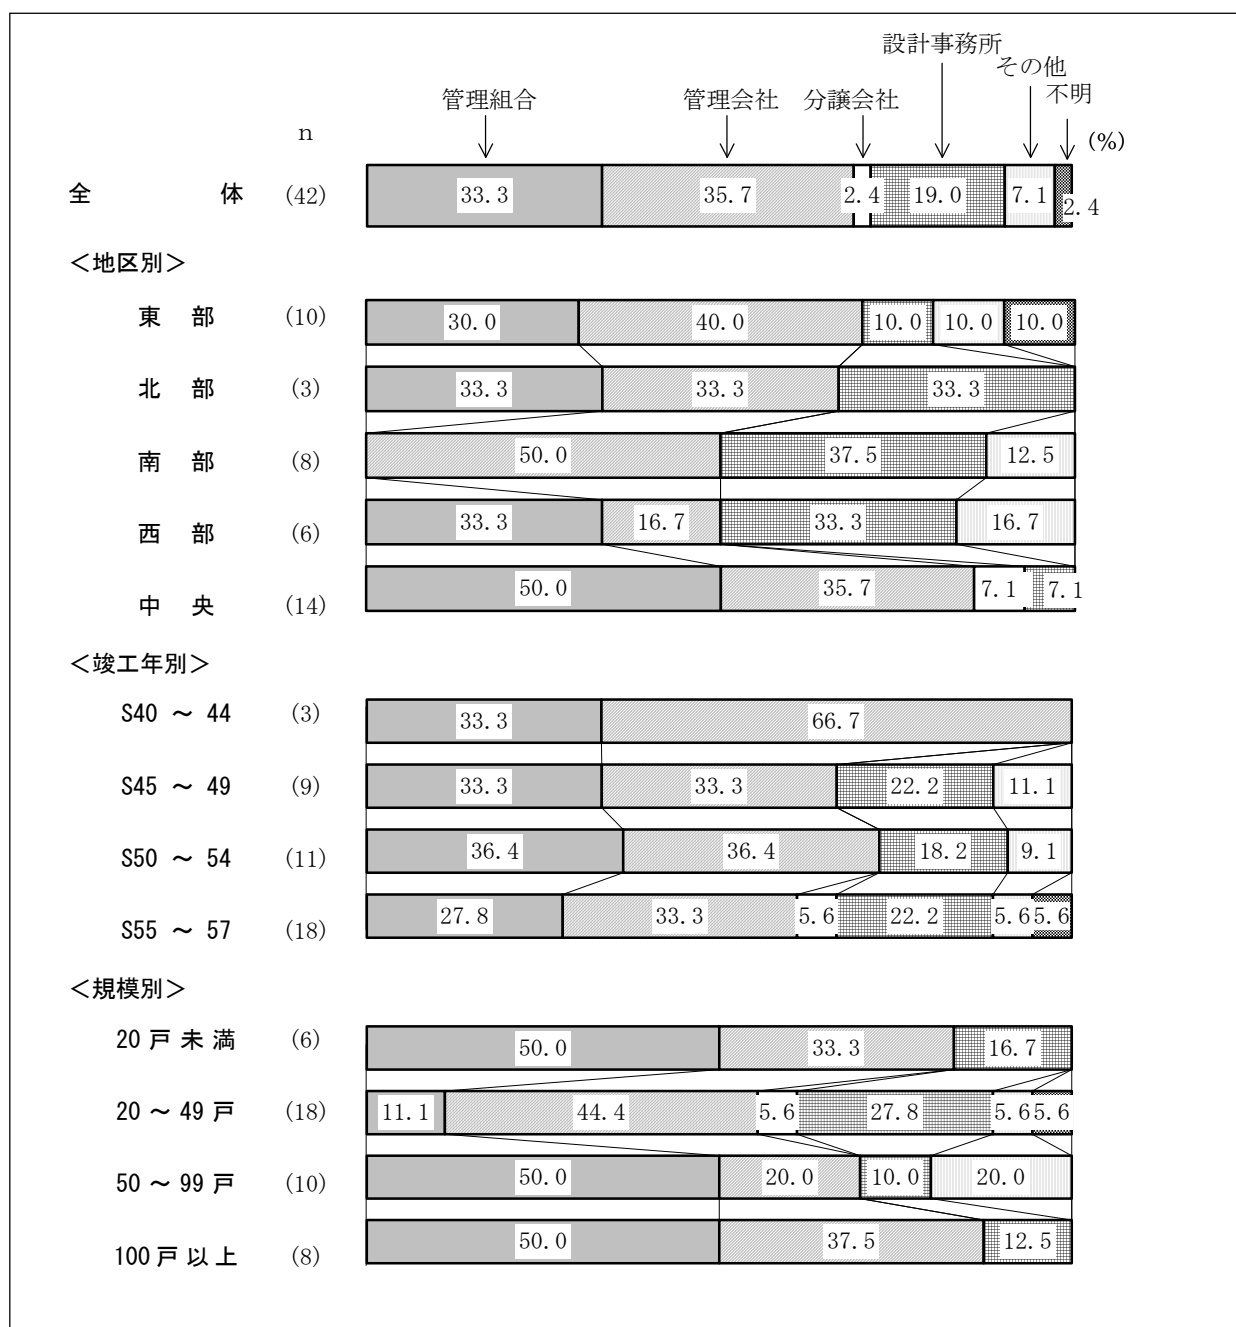 設計事務所
その他
管理組合 管理会社 分譲会社 不明
n (%)
全 体 (42) 33.3 35.7 2.4 19.0 7.1 2.4
＜地区別＞
東 部 (10) 30.0 40.0 10.0 10.0 10.0
北 部 (3) 33.3 33.3 33.3
南 部 (8) 50.0 37.5 12.5
西 部 (6) 33.3 16.7 33.3 16.7
中 央 (14) 50.0 35.7 7.1 7.1
＜竣工年別＞
S40 ～ 44 (3) 33.3 66.7
S45 ～ 49 (9) 33.3 33.3 22.2 11.1
S50 ～ 54 (11) 36.4 36.4 18.2 9.1
S55 ～ 57 (18) 27.8 33.3 5.6 22.2 5.6 5.6
＜規模別＞
20 戸 未 満 (6) 50.0 33.3 16.7
20 ～ 49 戸 (18) 11.1 44.4 5.6 27.8 5.6 5.6
50 ～ 99 戸 (10) 50.0 20.0 10.0 20.0
100 戸 以 上 (8) 50.0 37.5 12.5